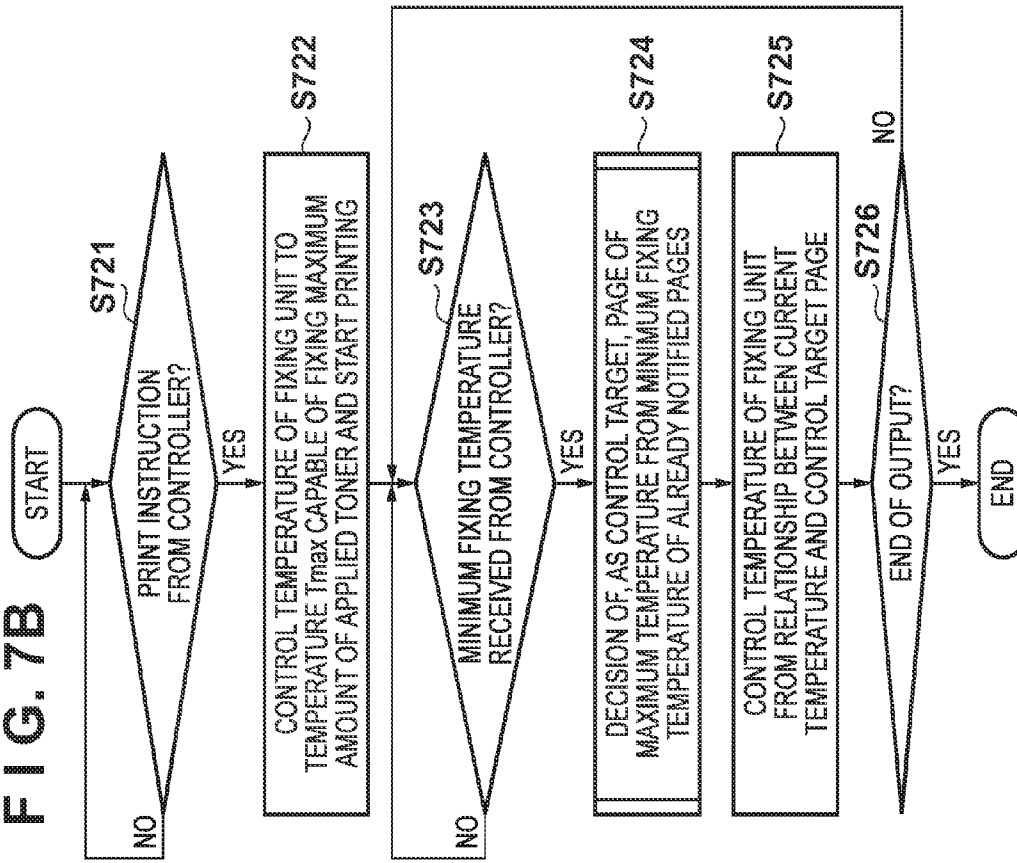 FIG. 7B
START
S721
PRINT INSTRUCTION
FROM CONTROLLER?
NO
YES
S722
CONTROL TEMPERATURE OF FIXING UNIT TO
TEMPERATURE Tmax CAPABLE OF FIXING MAXIMUM
AMOUNT OF APPLIED TONER AND START PRINTING
S723
MINIMUM FIXING TEMPERATURE
RECEIVED FROM CONTROLLER?
NO
YES
S724
DECISION OF, AS CONTROL TARGET, PAGE OF
MAXIMUM TEMPERATURE FROM MINIMUM FIXING
TEMPERATURE OF ALREADY NOTIFIED PAGES
S725
CONTROL TEMPERATURE OF FIXING UNIT
FROM RELATIONSHIP BETWEEN CURRENT
TEMPERATURE AND CONTROL TARGET PAGE
S726
NO
END OF OUTPUT?
YES
END